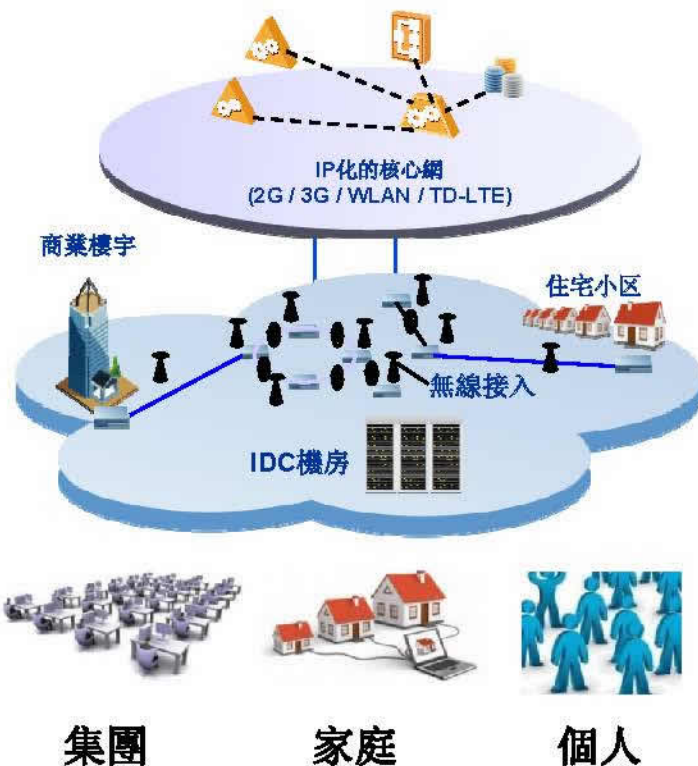 IP化的核心網
(2G / 3G / WLAN / TD-LTE)
商業樓宇
住宅小区
無線接入
IDC機房
集團
家庭
個人